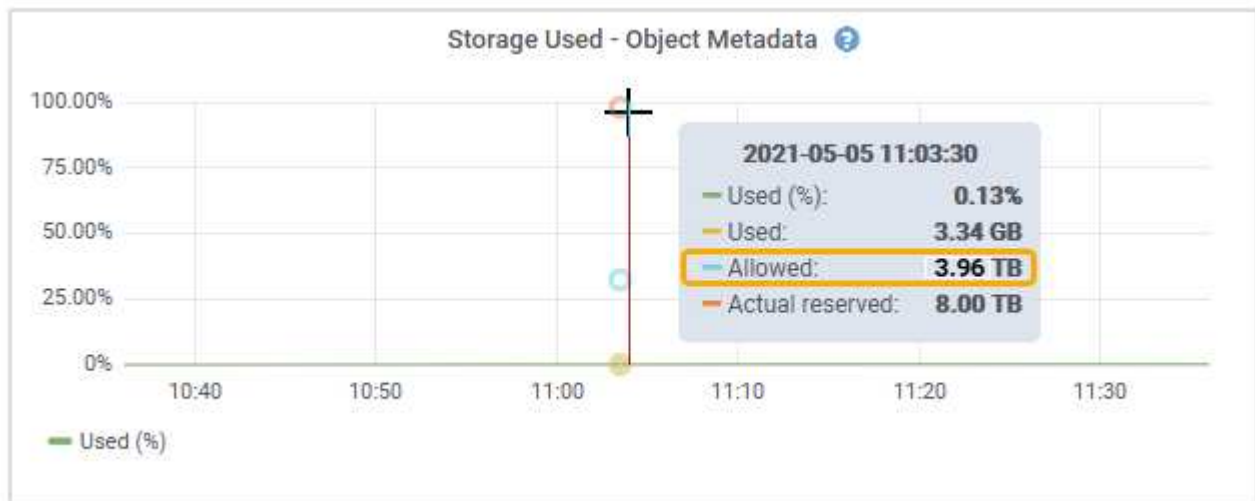 Storage Used - Object Metadata ?
100.00%
75.00%
50.00%
25.00%
0%
2021-05-05 11:03:30
Used (%): 0.13%
Used: 3.34 GB
Allowed: 3.96 TB
Actual reserved: 8.00 TB
10:40 10:50 11:00 11:10 11:20 11:30
Used (%)